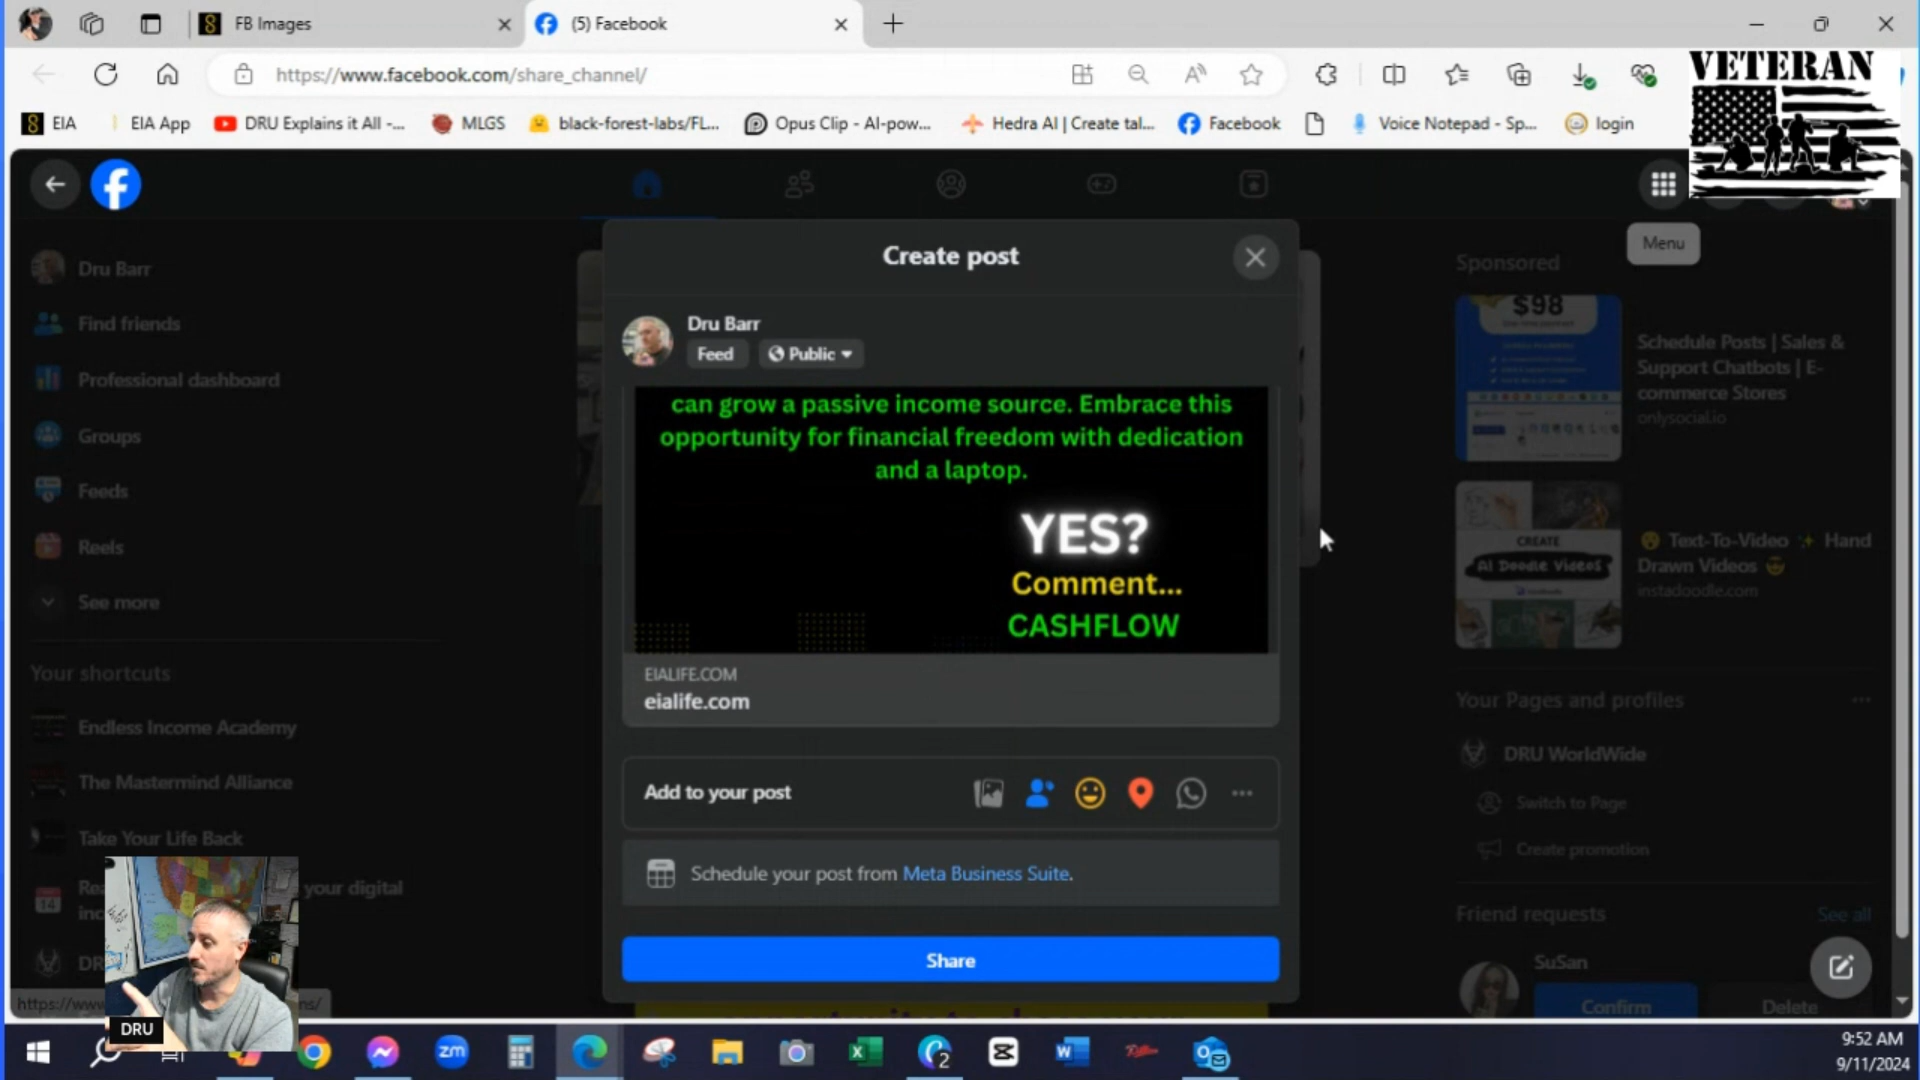 FB Images
(5) Facebook
https://www.facebook.com/share_channel/
VETERAN
EIA
EIA App
DRU Explains it All -...
MLGS
black-forest-labs/FL...
Opus Clip - AI-pow...
Hedra AI | Create tal...
Facebook
Voice Notepad - Sp...
login
Menu
Create post
Dru Barr
Find friends
Professional dashboard
Groups
Feeds
Reels
See more
Your shortcuts
Endless Income Academy
The Mastermind Alliance
Take Your Life Back
your digital
DRU
Dru Barr
Feed
Public
can grow a passive income source. Embrace this
opportunity for financial freedom with dedication
and a laptop.
YES?
Comment...
CASHFLOW
EIALIFE.COM
eialife.com
Add to your post
Schedule your post from Meta Business Suite.
Share
Sponsored
$98
Schedule Posts | Sales &
Support Chatbots | E-
commerce Stores
onlysocial.io
CREATE
AI Doodle Videos
Text-To-Video Hand
Drawn Videos
instadoodle.com
Your Pages and profiles
DRU WorldWide
Switch to Page
Create promotion
Friend requests
See all
SuSan
Confirm
Delete
https://www
ns/
zm
2
9:52 AM
9/11/2024